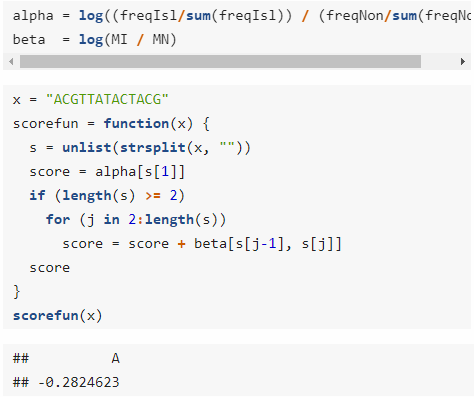 alpha = log((freqIsl/sum(freqIsl)) / (freqNon/sum(freqNo
beta  = log(MI / MN)
x = "ACGTTATACTACG"
scorefun = function(x) {
  s = unlist(strsplit(x, ""))
  score = alpha[s[1]]
  if (length(s) >= 2)
    for (j in 2:length(s))
      score = score + beta[s[j-1], s[j]]
  score
}
scorefun(x)
##          A
## -0.2824623